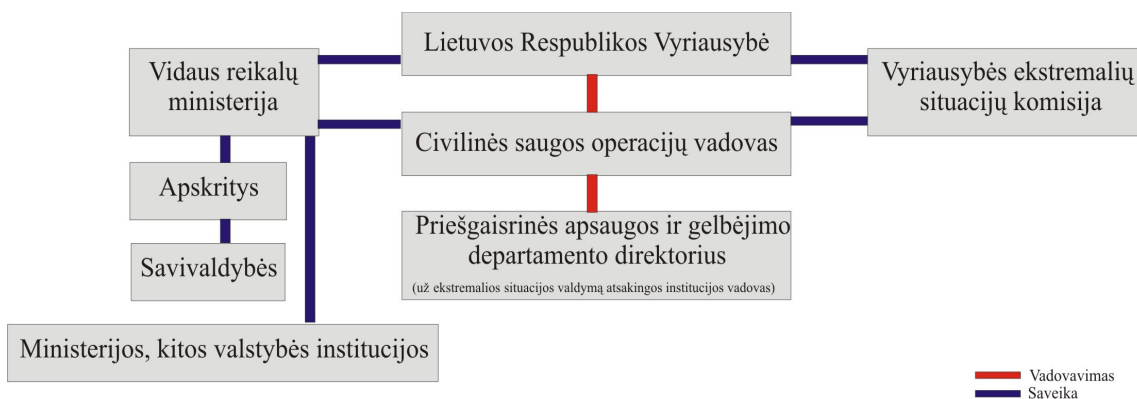 Lietuvos Respublikos Vyriausybė
Vidaus reikalų
ministerija
Vyriausybės ekstremalių
situacijų komisija
Civilinės saugos operacijų vadovas
Apskritys
Priešgaisrinės apsaugos ir gelbėjimo
departamento direktorius
(už ekstremalios situacijos valdymą atsakingos institucijos vadovas)
Savivaldybės
Ministerijos, kitos valstybės institucijos
Vadovavimas
Saveika